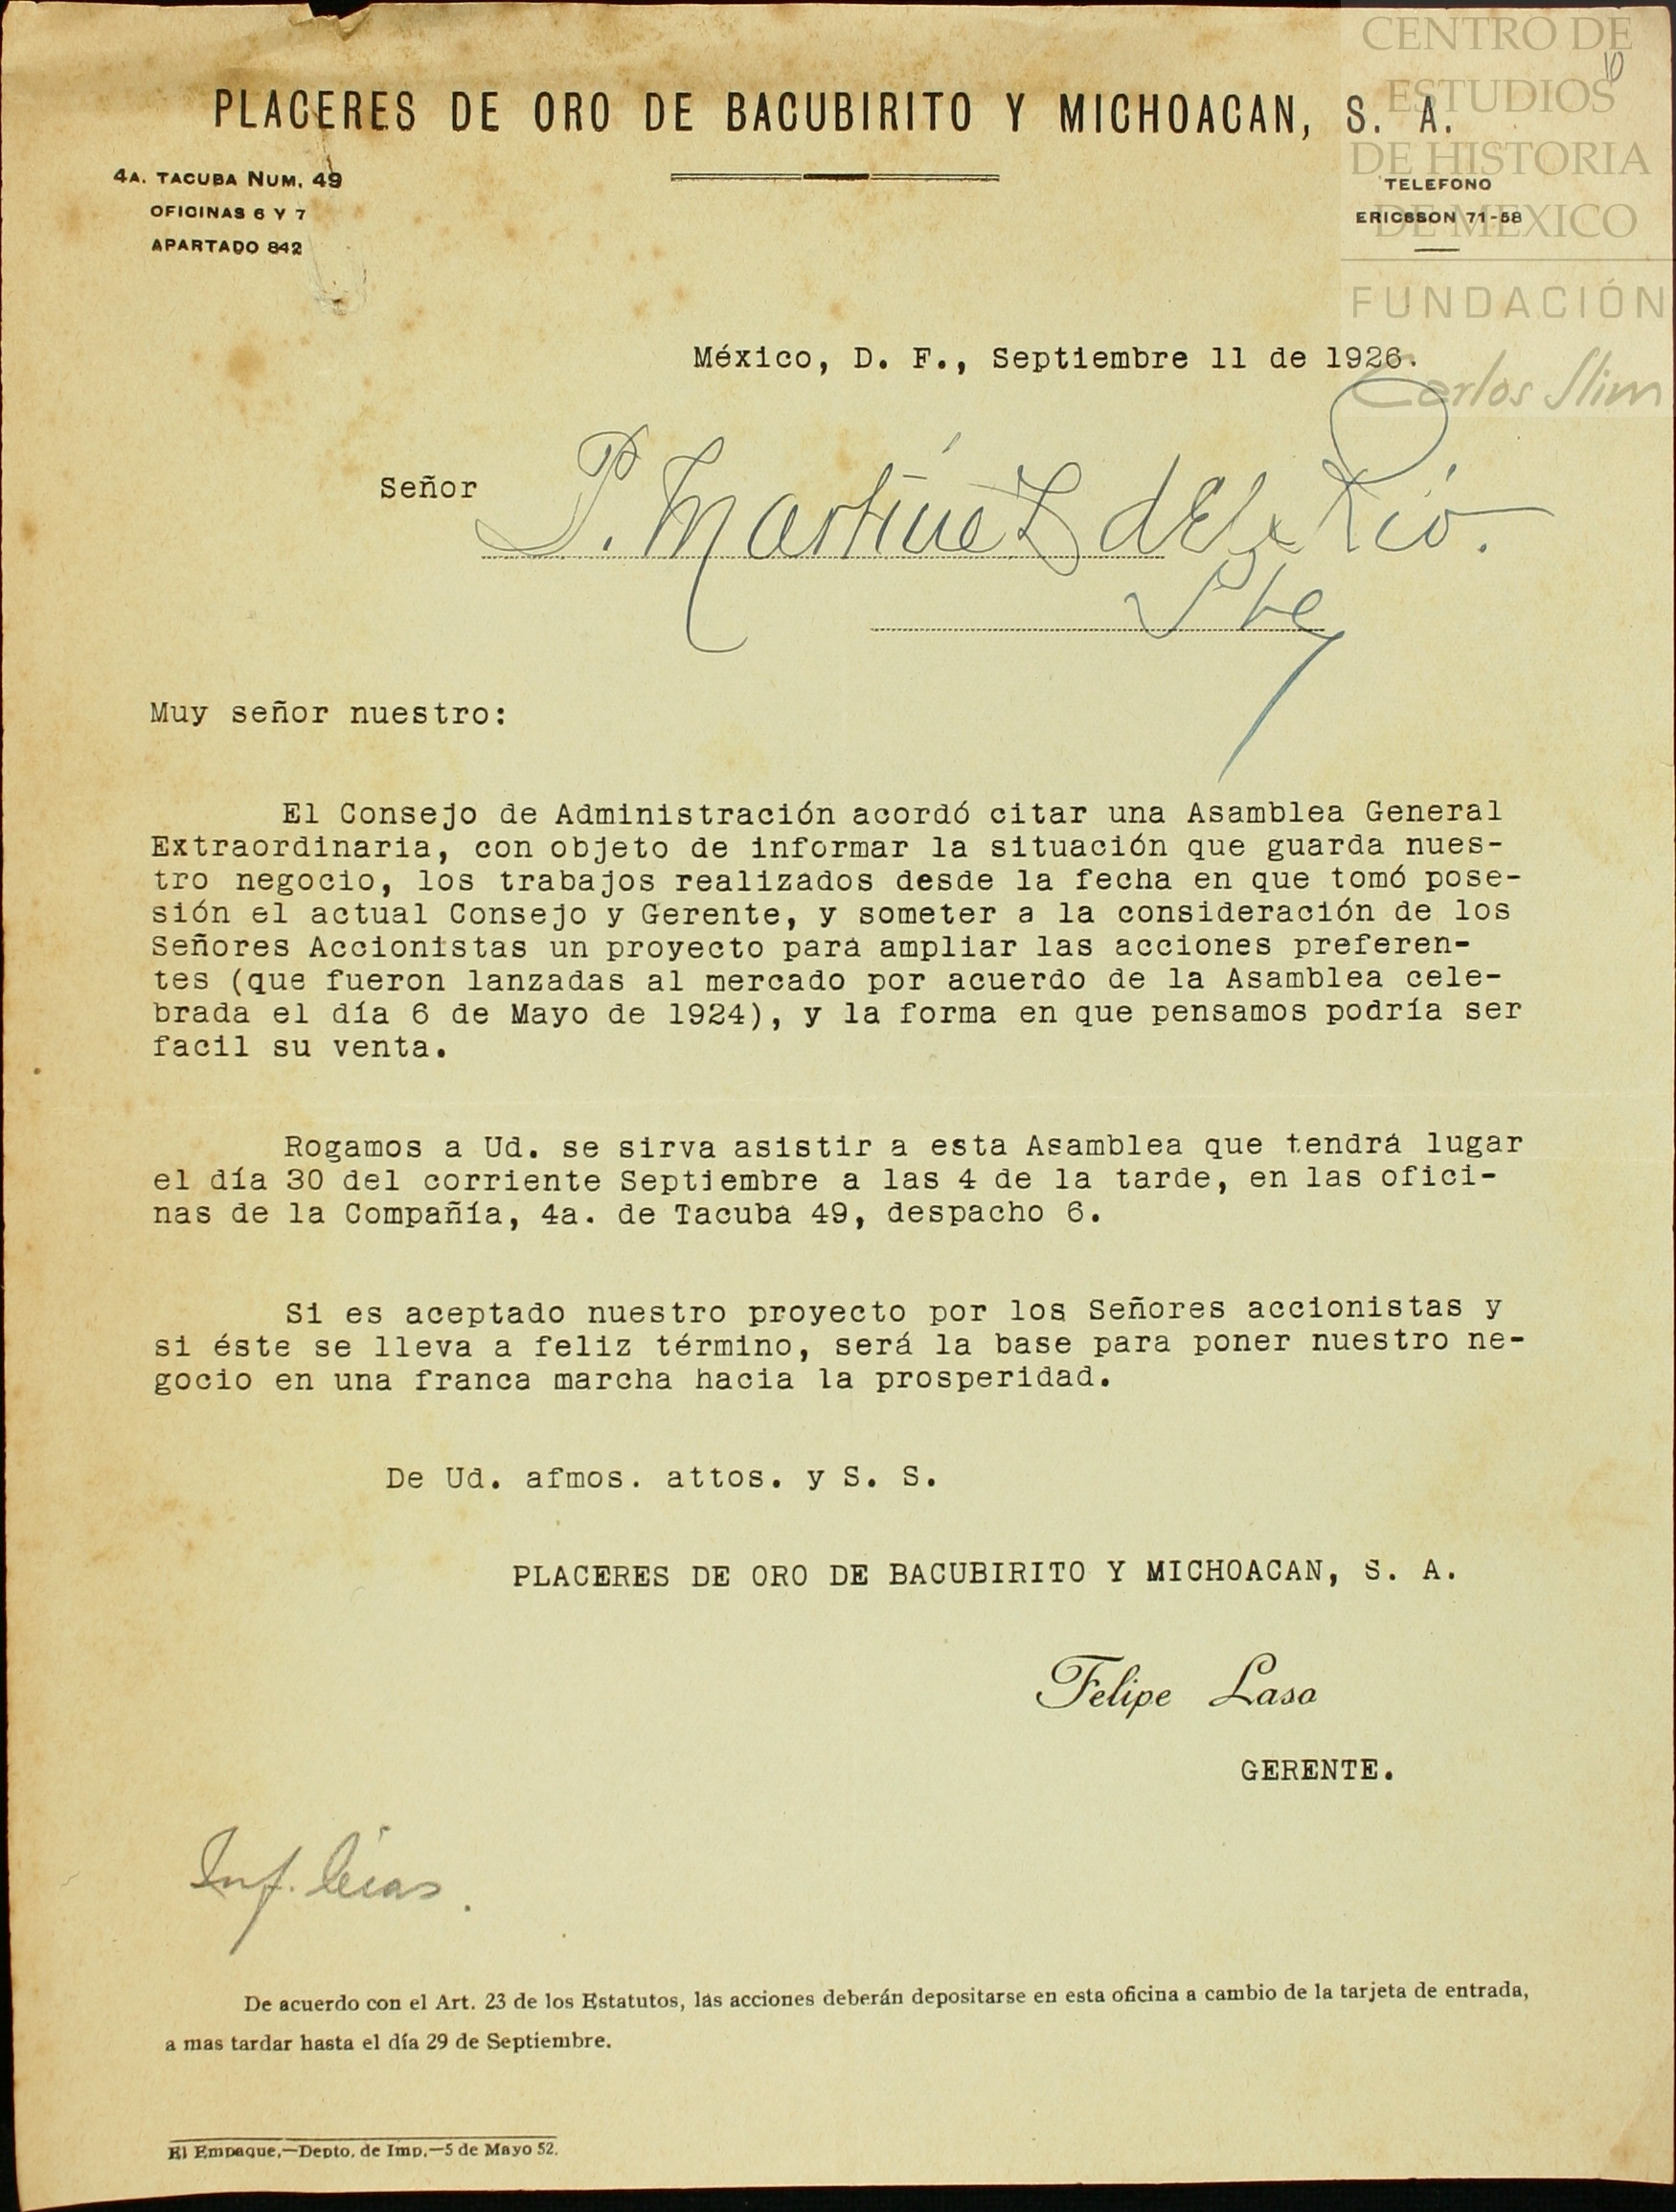 CENTRO DE
ESTUDIOS
DE HISTORIA
DE MEXICO
FUNDACIÓN
Carlos Slim
10
PLACERES DE ORO DE BACUBIRITO Y MICHOACAN, S. A.
4A. TACUBA NUM. 49
OFICINAS 6 Y 7
APARTADO 842
TELEFONO
ERICSSON 71-58
México, D. F., Septiembre 11 de 1926.
Señor P. Martínez del Río.
Pte
Muy señor nuestro:
El Consejo de Administración acordó citar una Asamblea General
Extraordinaria, con objeto de informar la situación que guarda nues-
tro negocio, los trabajos realizados desde la fecha en que tomó pose-
sión el actual Consejo y Gerente, y someter a la consideración de los
Señores Accionistas un proyecto para ampliar las acciones preferen-
tes (que fueron lanzadas al mercado por acuerdo de la Asamblea cele-
brada el día 6 de Mayo de 1924), y la forma en que pensamos podría ser
facil su venta.
Rogamos a Ud. se sirva asistir a esta Asamblea que tendrá lugar
el día 30 del corriente Septiembre a las 4 de la tarde, en las ofici-
nas de la Compañía, 4a. de Tacuba 49, despacho 6.
Si es aceptado nuestro proyecto por los Señores accionistas y
si éste se lleva a feliz término, será la base para poner nuestro ne-
gocio en una franca marcha hacia la prosperidad.
De Ud. afmos. attos. y S. S.
PLACERES DE ORO DE BACUBIRITO Y MICHOACAN, S. A.
Felipe Laso
GERENTE.
Inf.
De acuerdo con el Art. 23 de los Estatutos, las acciones deberán depositarse en esta oficina a cambio de la tarjeta de entrada,
a mas tardar hasta el día 29 de Septiembre.
El Empaque.—Depto. de Imp.—5 de Mayo 52.